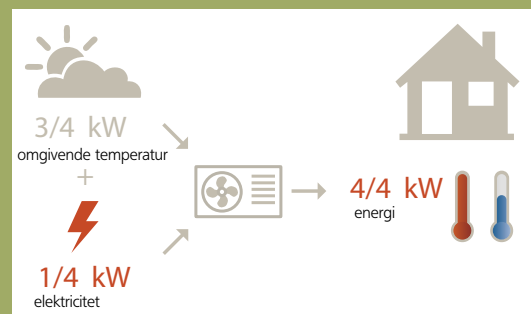 3/4 kW
omgivende temperatur
+
1/4 kW
elektricitet
4/4 kW
energi